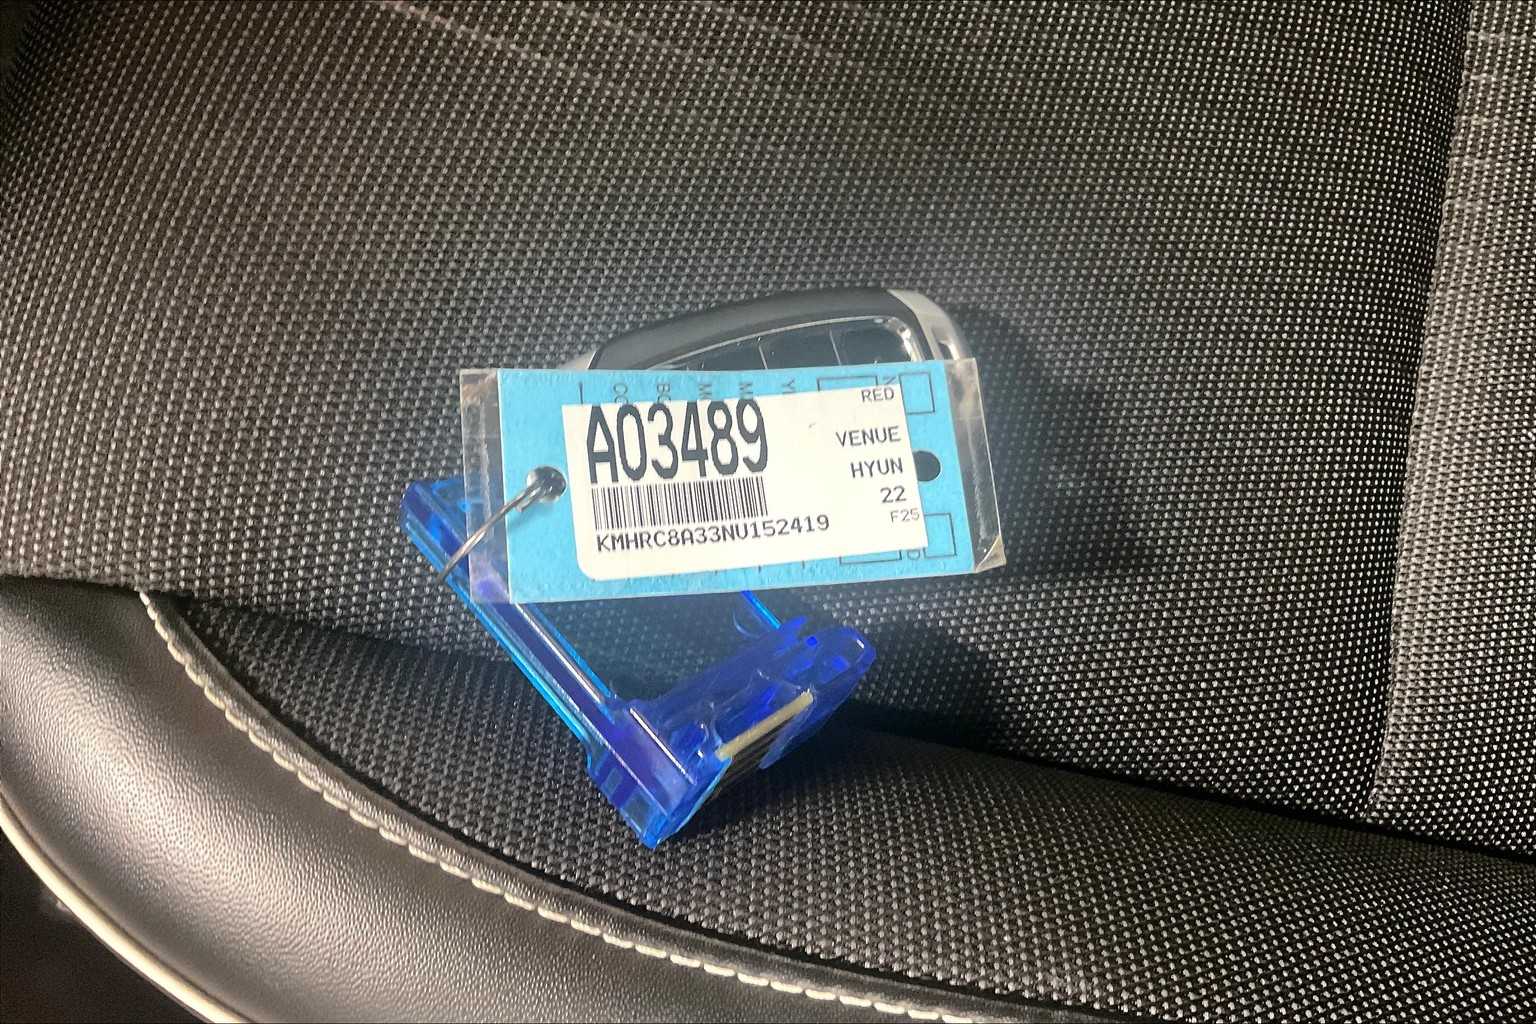 RED
A03489
VENUE
HYUN
22
F25
KMHRC8A33NU152419